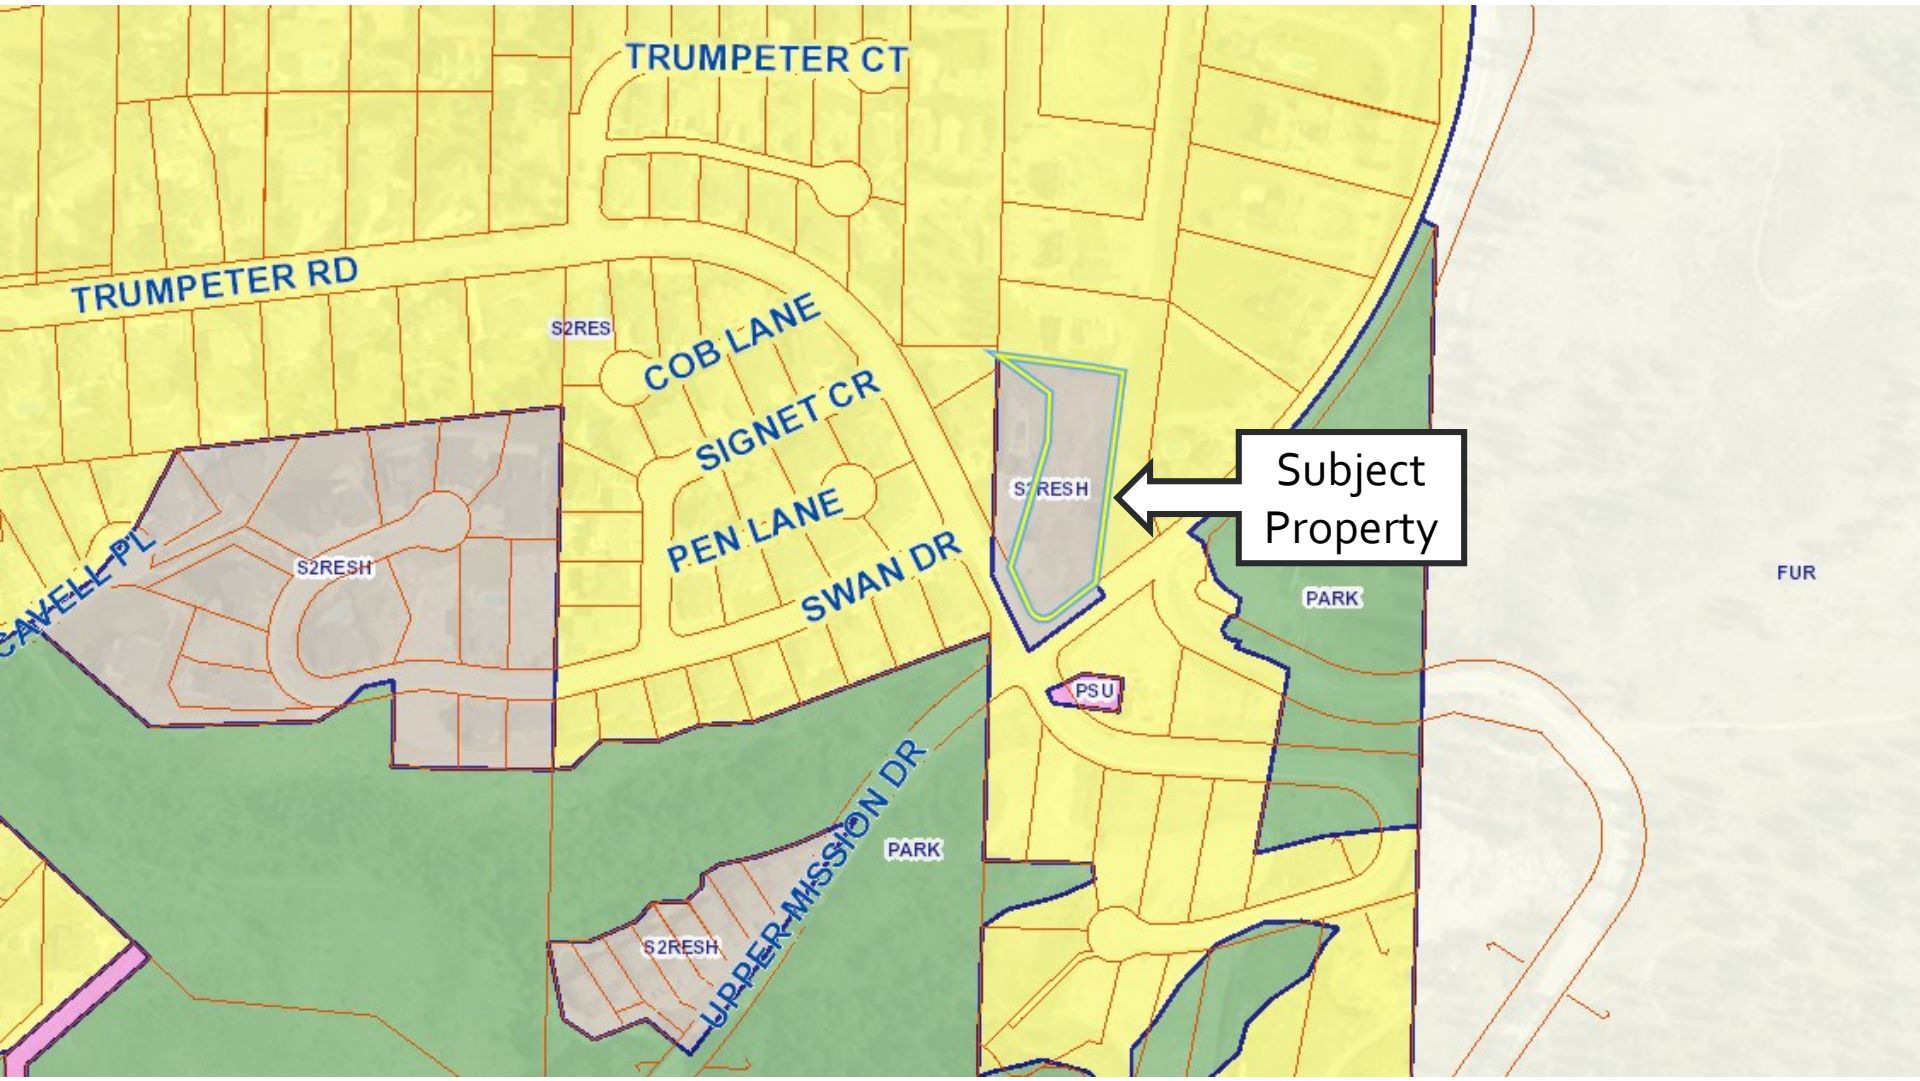 TRUMPETER CT
TRUMPETER RD
S2RES
COB LANE
SIGNET CR
Subject
Property
S2RESH
PEN LANE
SWAN DR
CAVELL PL
S2RESH
FUR
PARK
PSU
UPPER MISSION DR
PARK
S2RESH